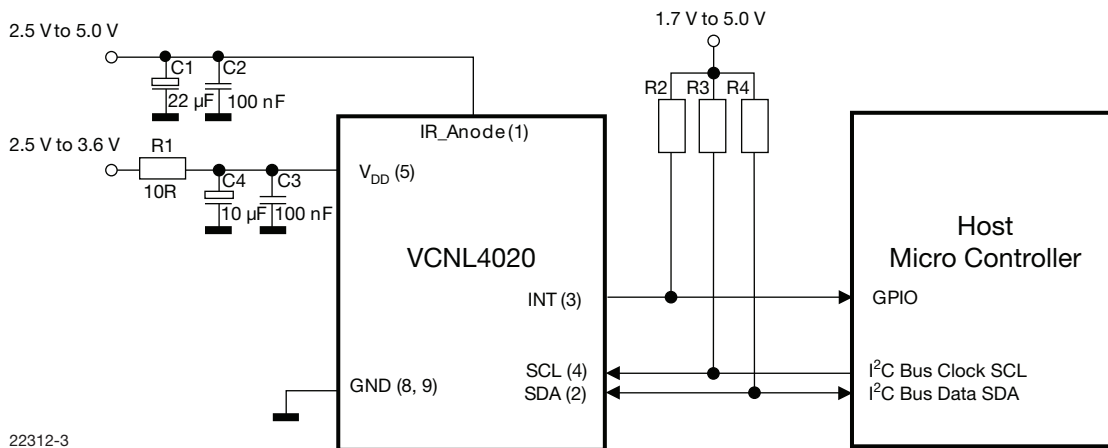 1.7 V to 5.0 V
2.5 V to 5.0 V
C1
C2
22 µF
100 nF
R2
R3
R4
IR_Anode (1)
2.5 V to 3.6 V
R1
10R
C4
C3
10 µF
100 nF
VDD (5)
VCNL4020
Host
Micro Controller
INT (3)
GPIO
SCL (4)
I²C Bus Clock SCL
GND (8, 9)
SDA (2)
I²C Bus Data SDA
22312-3